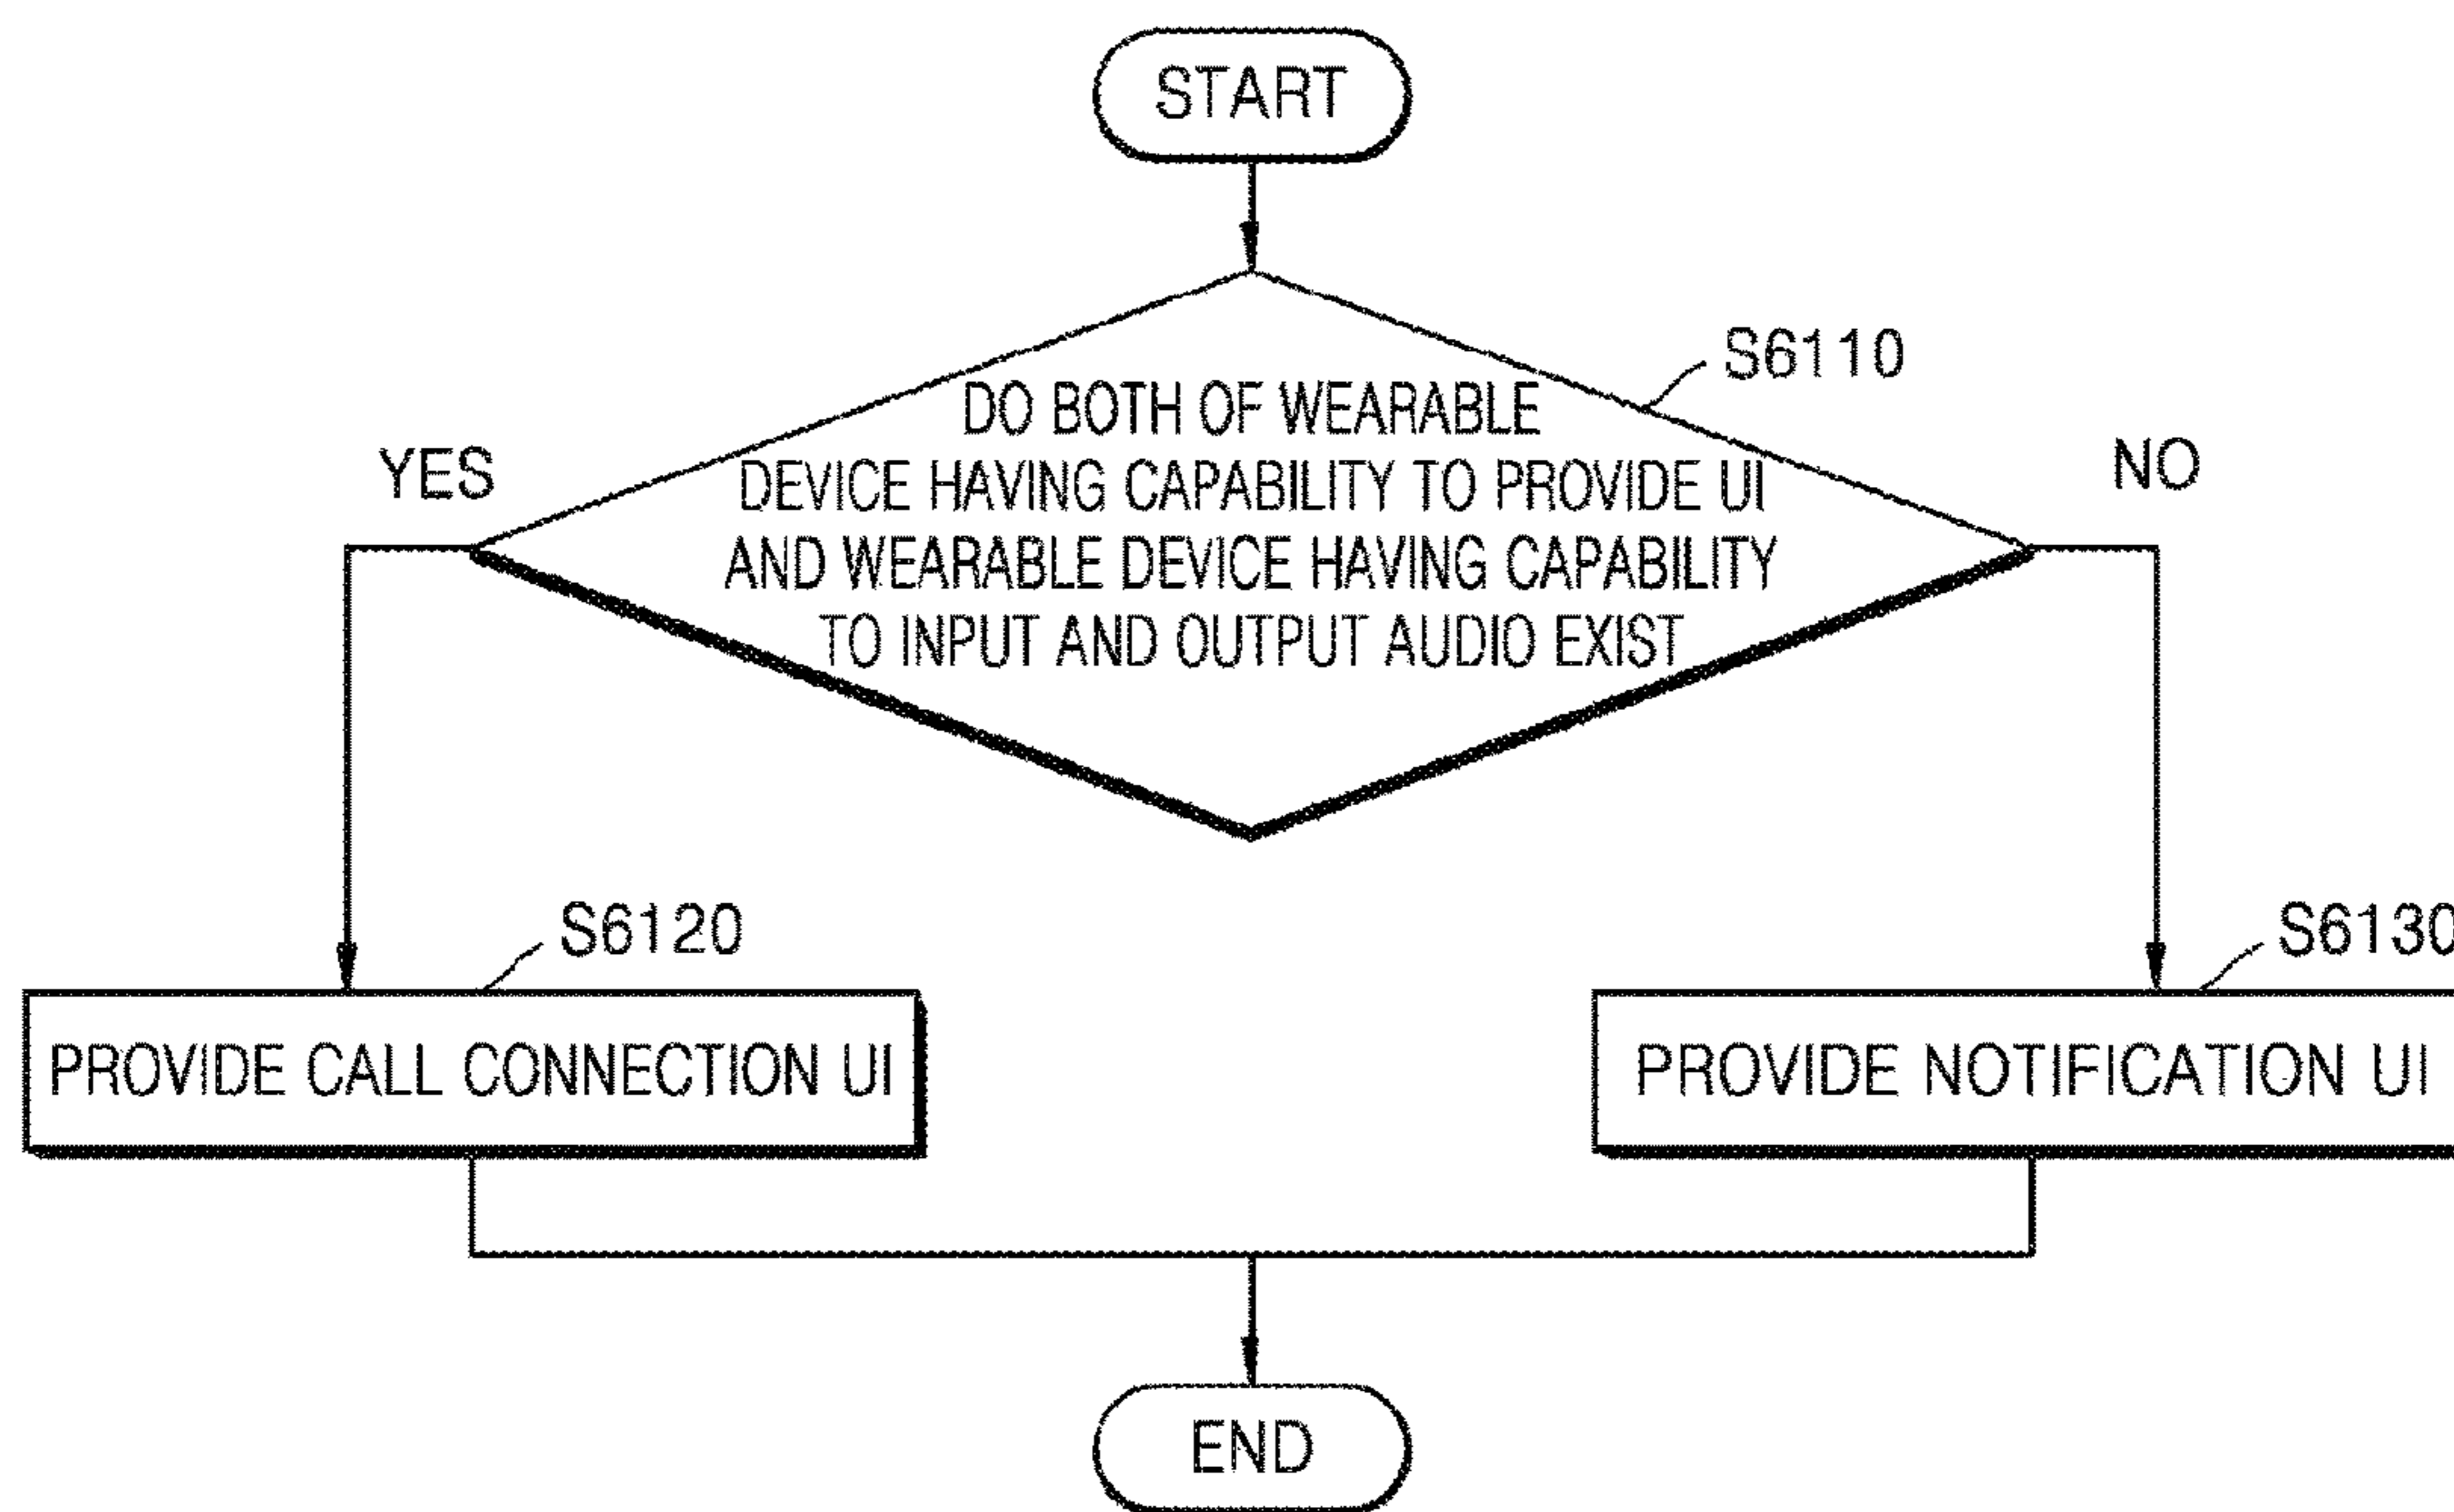 START
S6110
DO BOTH OF WEARABLE
DEVICE HAVING CAPABILITY TO PROVIDE UI
AND WEARABLE DEVICE HAVING CAPABILITY
TO INPUT AND OUTPUT AUDIO EXIST
YES
NO
S6120
PROVIDE CALL CONNECTION UI
S6130
PROVIDE NOTIFICATION UI
END